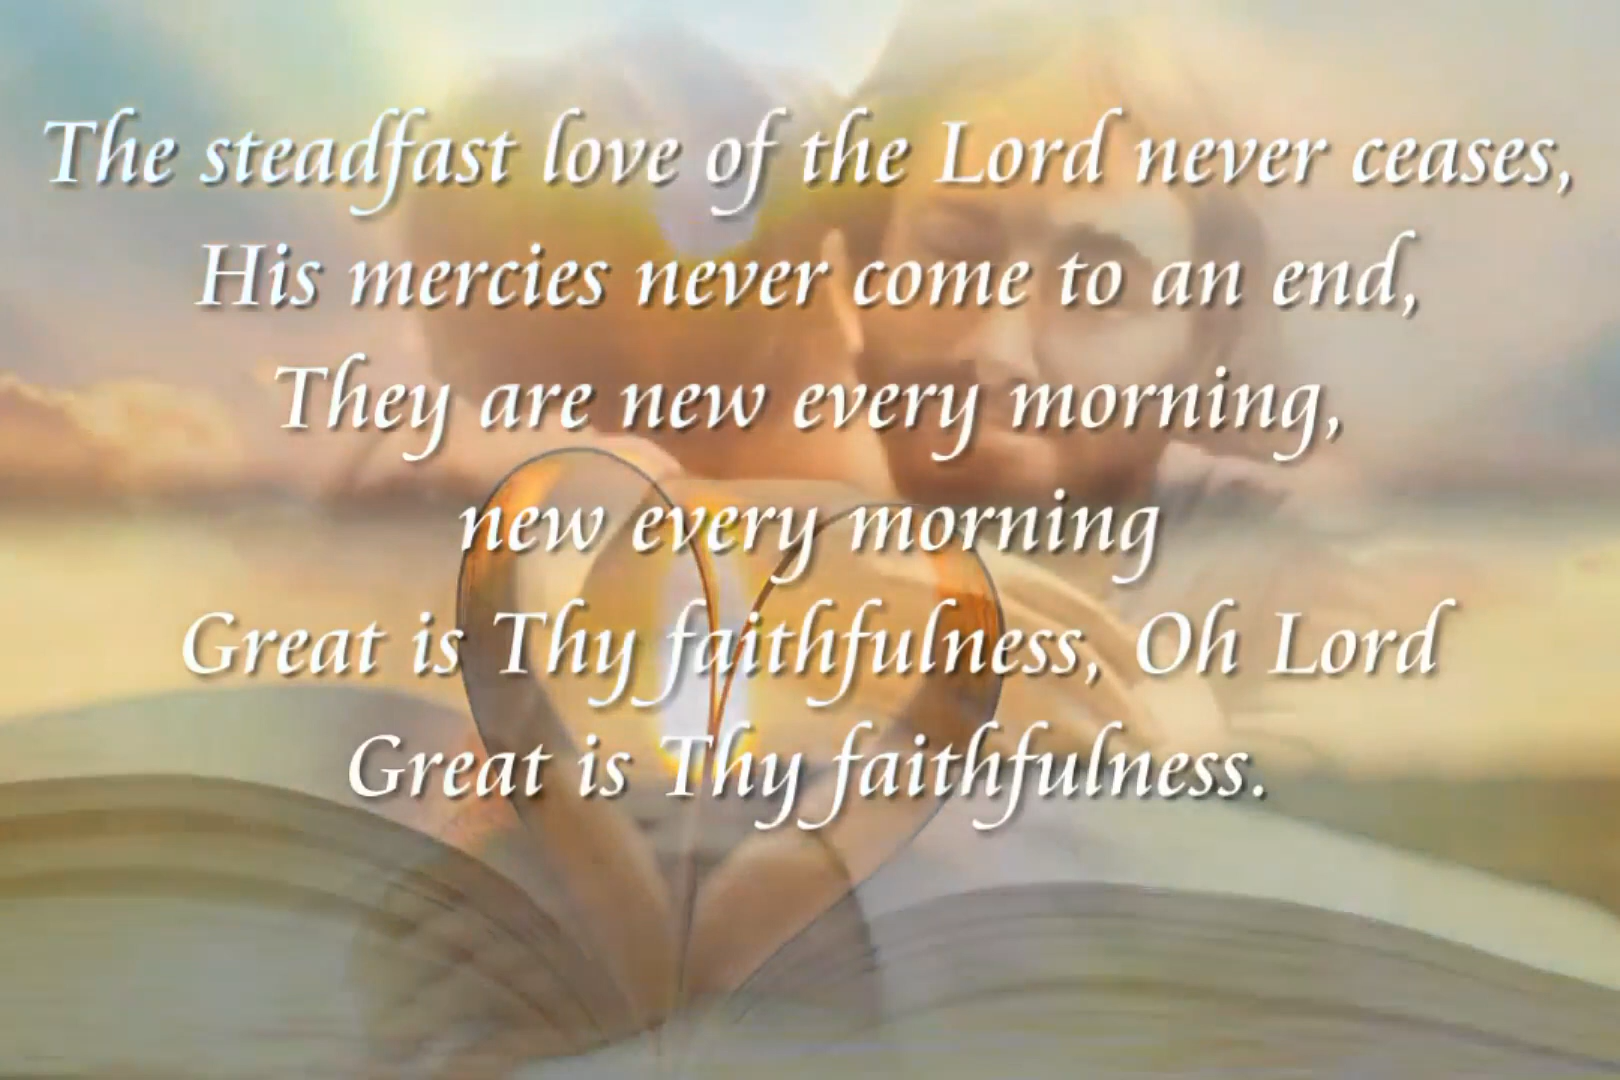 The steadfast love of the Lord never ceases,
His mercies never come to an end,
They are new every morning,
new every morning
Great is Thy faithfulness, Oh Lord
Great is Thy faithfulness.